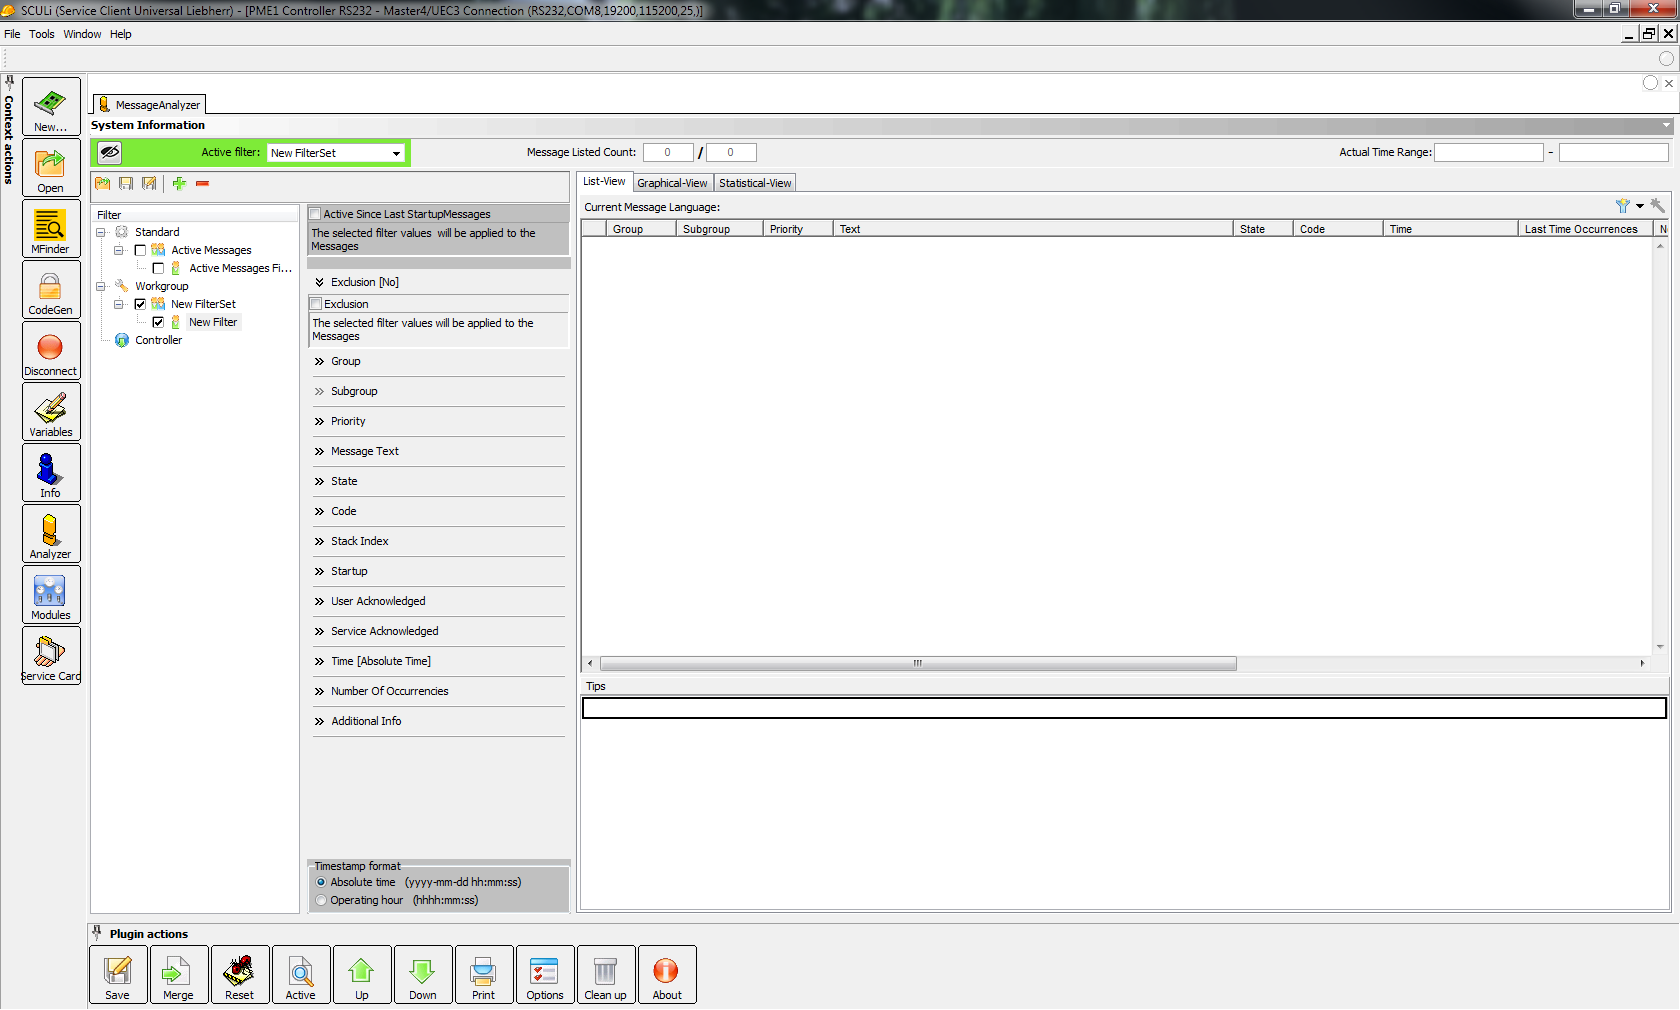 SCULi (Service Client Universal Liebherr) - [PME1 Controller RS232 - Master4/UEC3 Connection (RS232,COM8,19200,115200,25,)]
File Tools Window Help
Context actions
New...
Open
MFinder
CodeGen
Disconnect
Variables
Info
Analyzer
Modules
Service Card
MessageAnalyzer
System Information
Active filter: New FilterSet
Message Listed Count: 0 / 0
Actual Time Range: -
Filter
Standard
Active Messages
Active Messages Fi...
Workgroup
New FilterSet
New Filter
Controller
Active Since Last StartupMessages
The selected filter values will be applied to the
Messages
Exclusion [No]
Exclusion
The selected filter values will be applied to the
Messages
Group
Subgroup
Priority
Message Text
State
Code
Stack Index
Startup
User Acknowledged
Service Acknowledged
Time [Absolute Time]
Number Of Occurrencies
Additional Info
Timestamp format
Absolute time (yyyy-mm-dd hh:mm:ss)
Operating hour (hhhh:mm:ss)
List-View Graphical-View Statistical-View
Current Message Language:
Group Subgroup Priority Text State Code Time Last Time Occurrences
Tips
Plugin actions
Save Merge Reset Active Up Down Print Options Clean up About